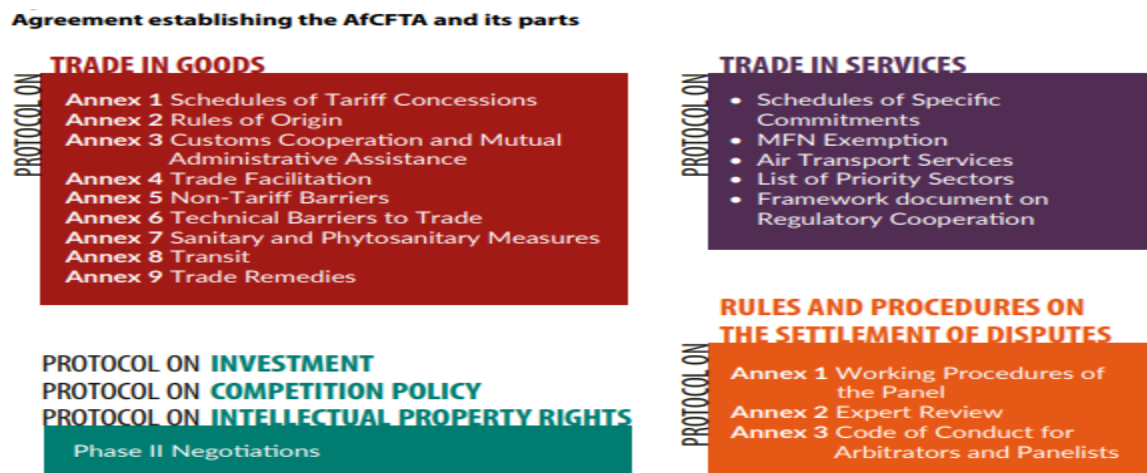 Agreement establishing the AfCFTA and its parts
PROTOCOL ON
TRADE IN GOODS
Annex 1 Schedules of Tariff Concessions
Annex 2 Rules of Origin
Annex 3 Customs Cooperation and Mutual
Administrative Assistance
Annex 4 Trade Facilitation
Annex 5 Non-Tariff Barriers
Annex 6 Technical Barriers to Trade
Annex 7 Sanitary and Phytosanitary Measures
Annex 8 Transit
Annex 9 Trade Remedies
PROTOCOL ON
TRADE IN SERVICES
• Schedules of Specific
Commitments
• MFN Exemption
• Air Transport Services
• List of Priority Sectors
• Framework document on
Regulatory Cooperation
PROTOCOL ON INVESTMENT
PROTOCOL ON COMPETITION POLICY
PROTOCOL ON INTELLECTUAL PROPERTY RIGHTS
Phase II Negotiations
PROTOCOL ON
RULES AND PROCEDURES ON
THE SETTLEMENT OF DISPUTES
Annex 1 Working Procedures of
the Panel
Annex 2 Expert Review
Annex 3 Code of Conduct for
Arbitrators and Panelists